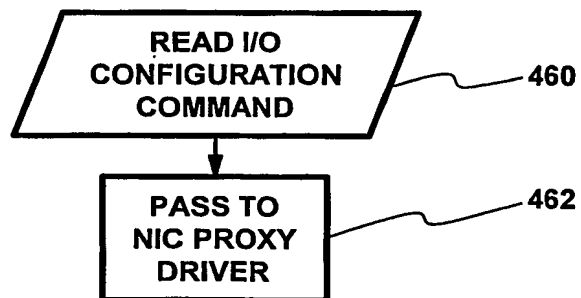 READ I/O
CONFIGURATION
COMMAND
460
PASS TO
NIC PROXY
DRIVER
462